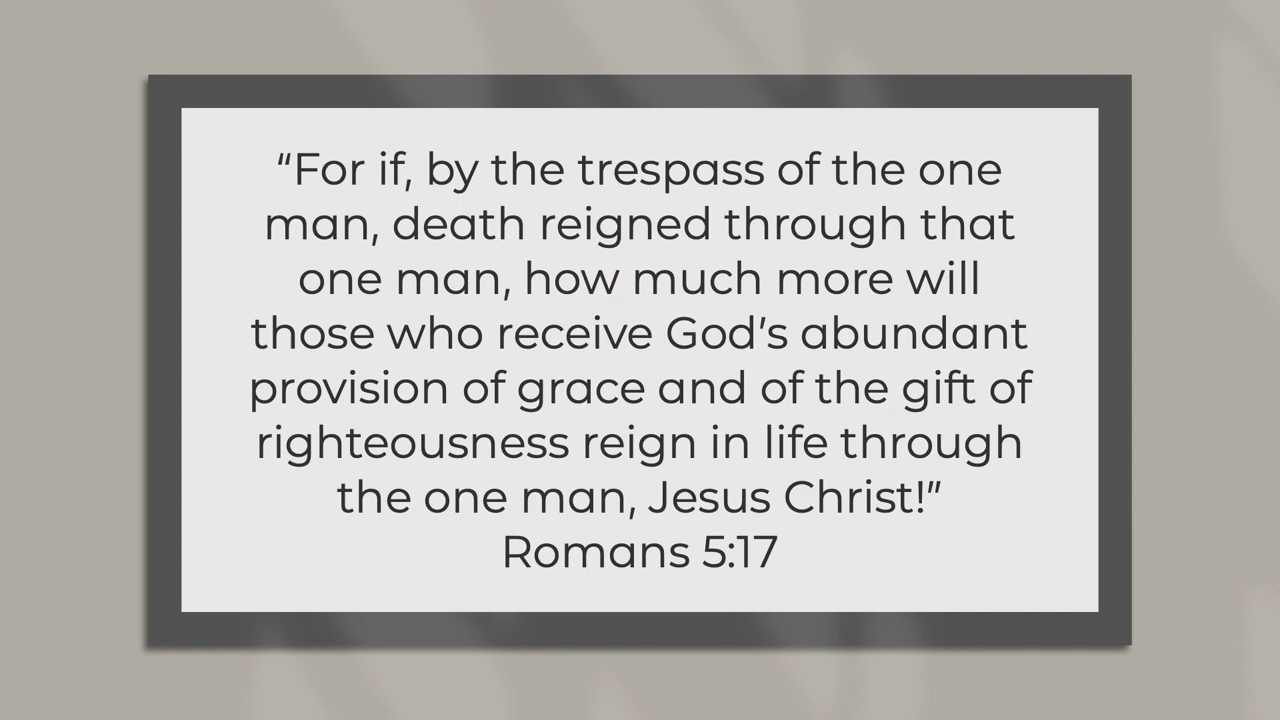 “For if, by the trespass of the one
man, death reigned through that
one man, how much more will
those who receive God’s abundant
provision of grace and of the gift of
righteousness reign in life through
the one man, Jesus Christ!”
Romans 5:17